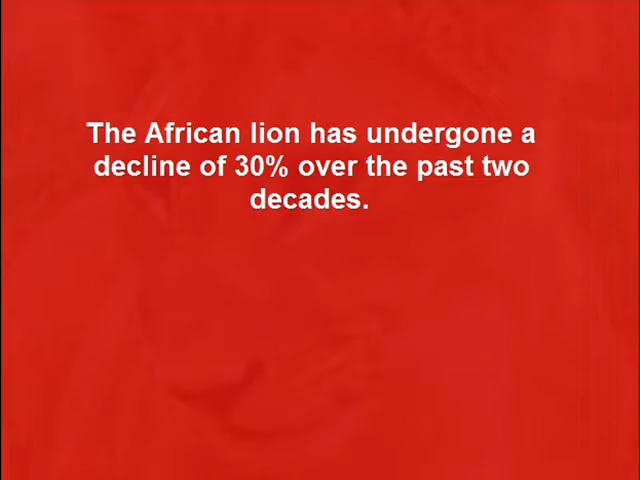 The African lion has undergone a
decline of 30% over the past two
decades.